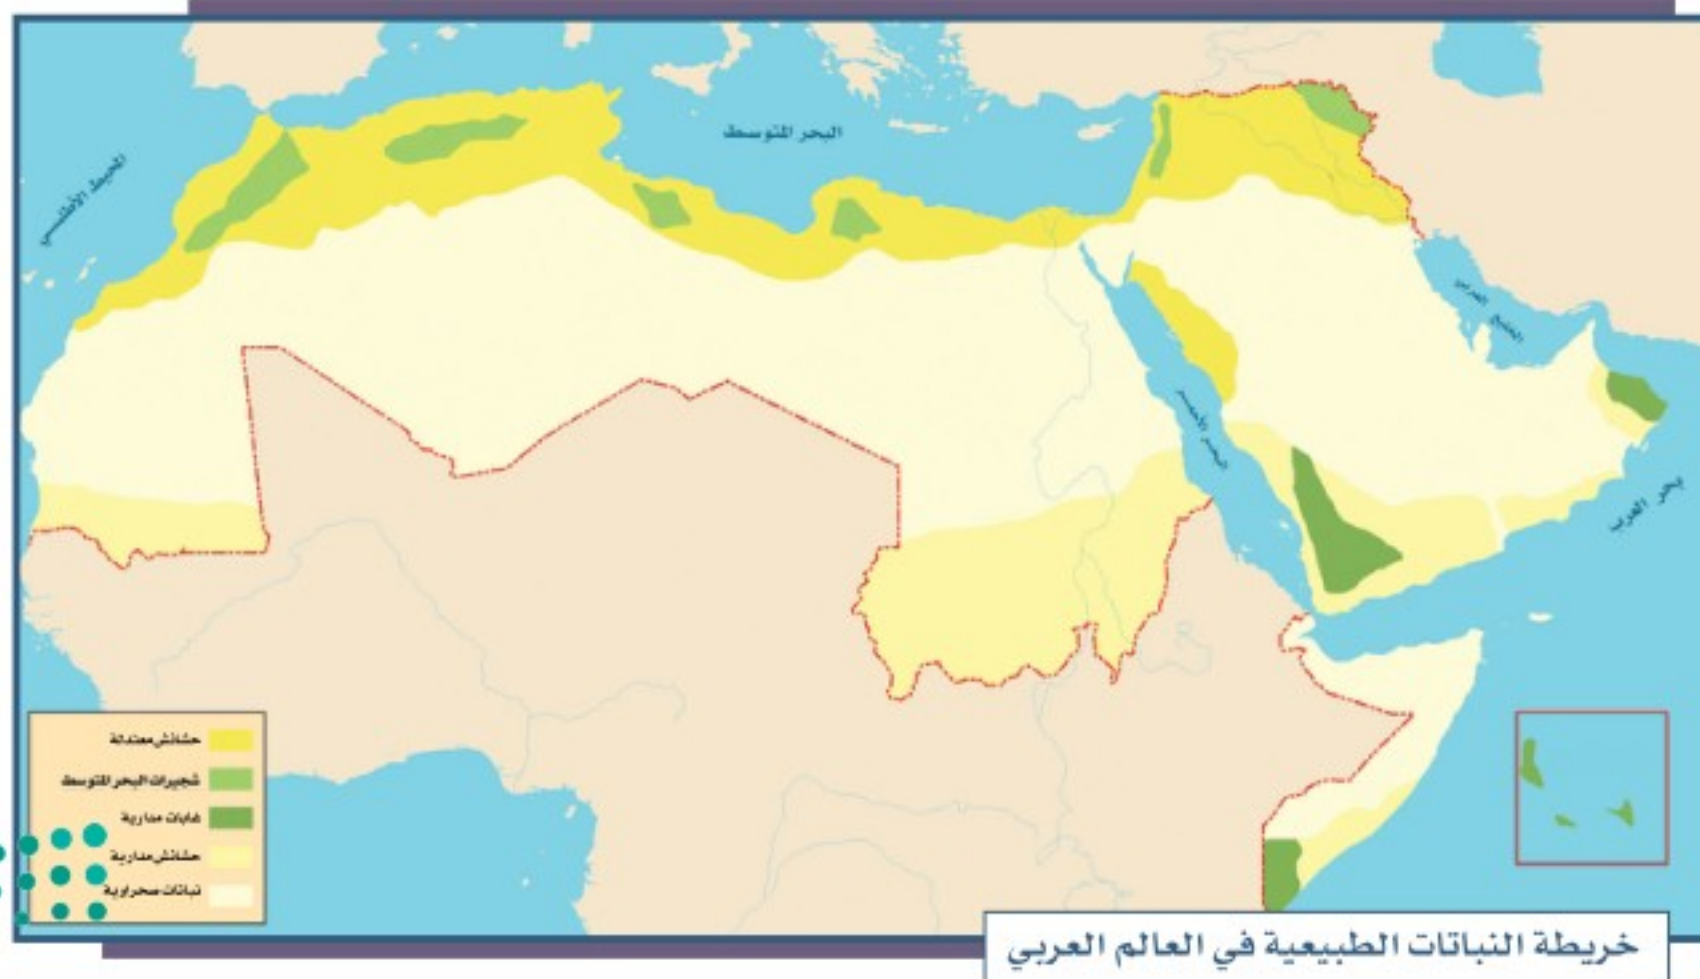 البحر المتوسط
المحيط الأطلسي
الخليج العربي
البحر الأحمر
بحر العرب
حشائش معتدلة
شجيرات البحر المتوسط
غابات مدارية
حشائش مدارية
نباتات صحراوية
خريطة النباتات الطبيعية في العالم العربي